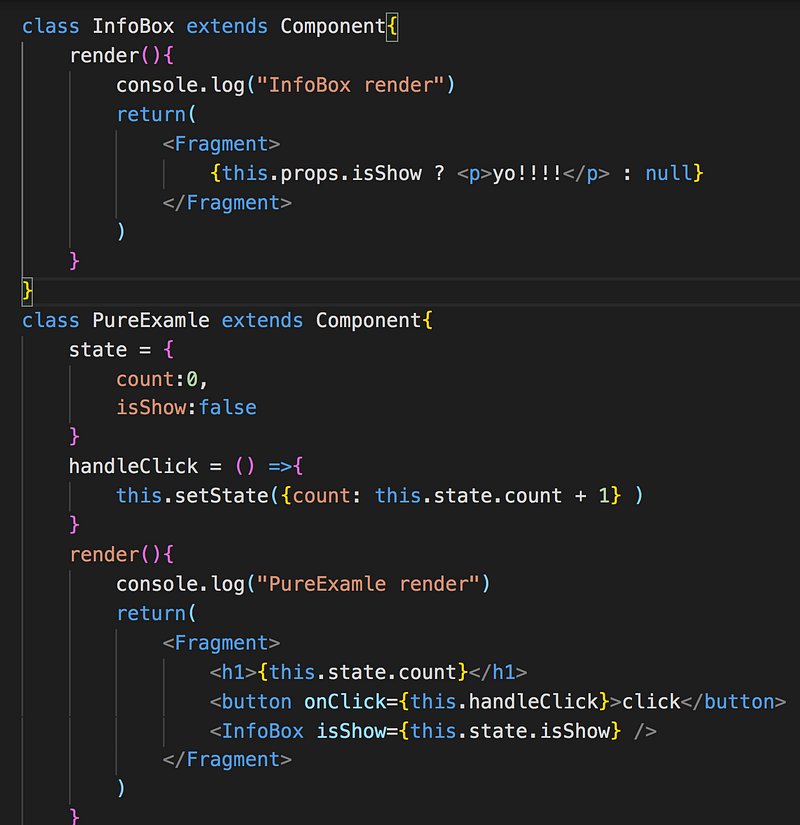 class InfoBox extends Component{
    render(){
        console.log("InfoBox render")
        return(
            <Fragment>
                {this.props.isShow ? <p>yo!!!!</p> : null}
            </Fragment>
        )
    }
}
class PureExamle extends Component{
    state = {
        count:0,
        isShow:false
    }
    handleClick = () =>{
        this.setState({count: this.state.count + 1} )
    }
    render(){
        console.log("PureExamle render")
        return(
            <Fragment>
                <h1>{this.state.count}</h1>
                <button onClick={this.handleClick}>click</button>
                <InfoBox isShow={this.state.isShow} />
            </Fragment>
        )
    }